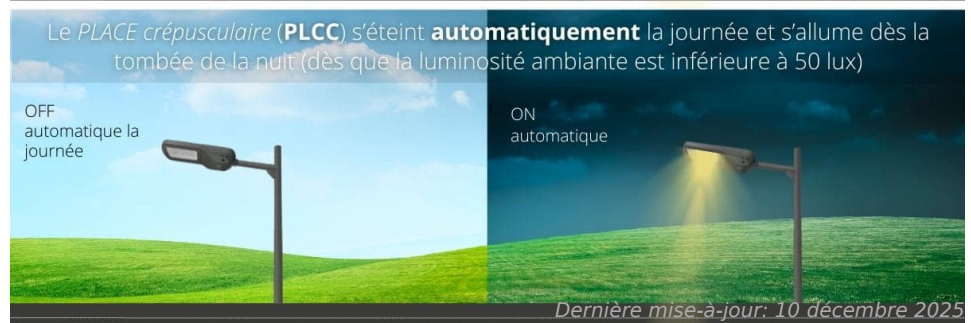 Le PLACE crépusculaire (PLCC) s’éteint automatiquement la journée et s’allume dès la
tombée de la nuit (dès que la luminosité ambiante est inférieure à 50 lux)
OFF
automatique la
journée
ON
automatique
Dernière mise-à-jour: 10 décembre 2025